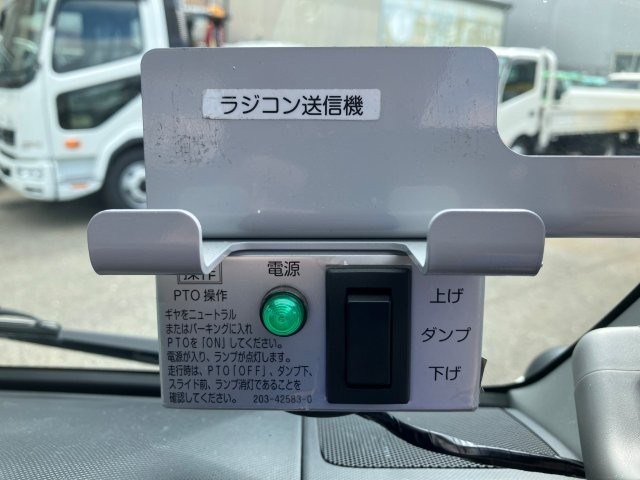 ラジコン送信機
操作
電源
PTO 操作
ギヤをニュートラル
またはパーキングに入れ
PTOを「ON」してください。
電源が入り、ランプが点灯します。
走行時は、PTO「OFF」、ダンプ下、
スライド前、ランプ消灯であることを
確認してください。
203-42583-0
上げ
ダンプ
下げ